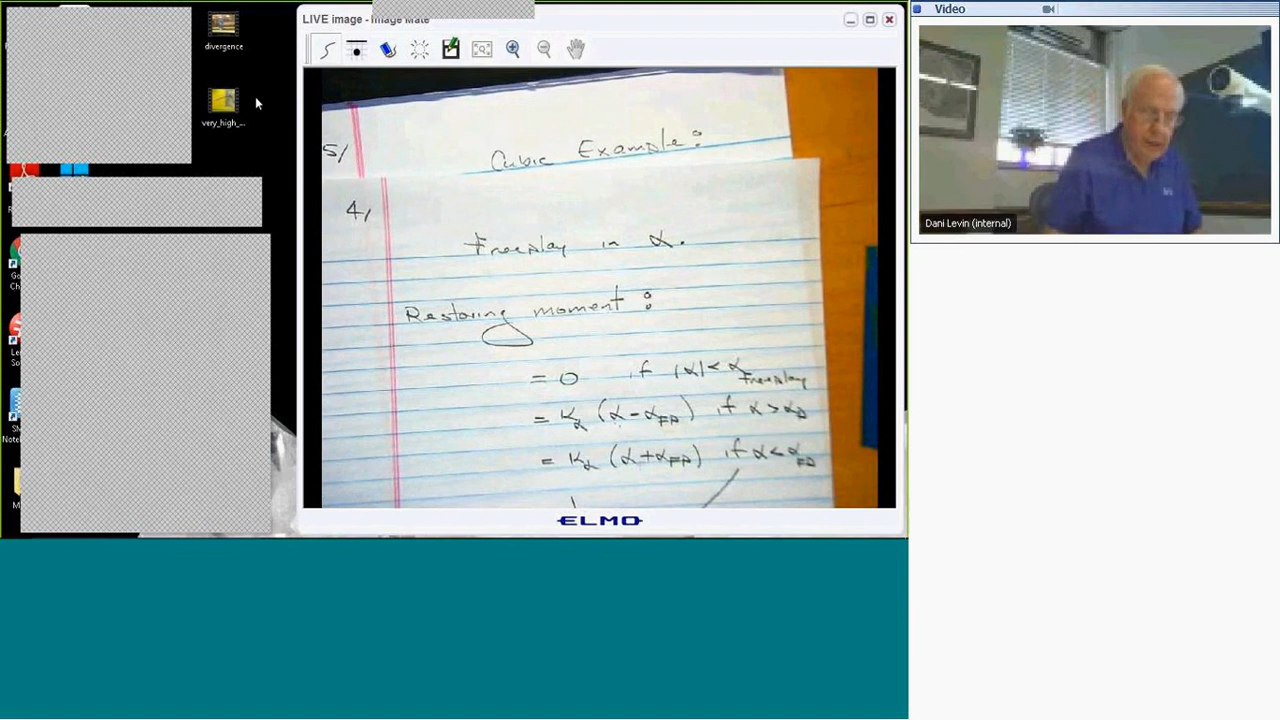 LIVE image - Image Mate
Video
divergence
very_high_...
Dani Levin (internal)
5/
Cubic Example:
4/
Freeplay in α.
Restoring moment:
= 0 if |α| < α Freeplay
= Kα (α - αFP) if α > αFP
= Kα (α + αFP) if α < αFP
ELMO